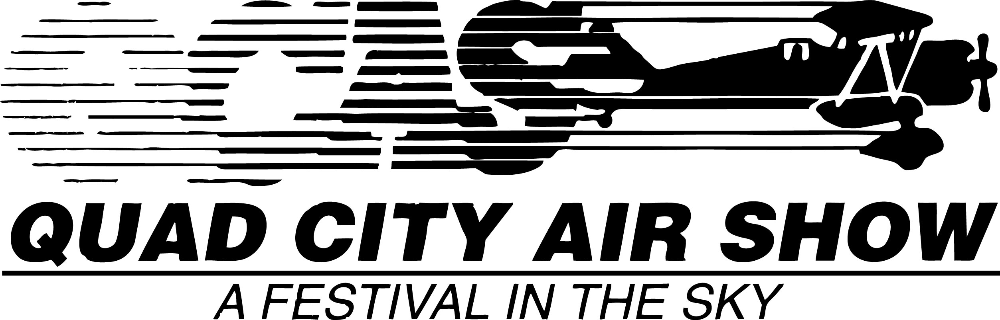 QUAD CITY AIR SHOW
A FESTIVAL IN THE SKY